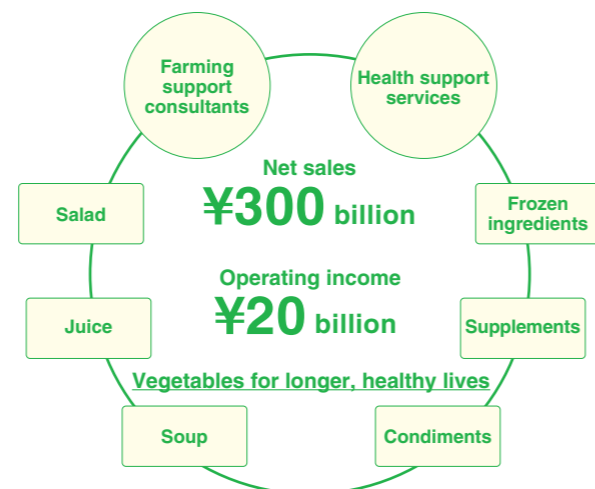 Farming
support
consultants
Health support
services
Net sales
¥300 billion
Salad
Frozen
ingredients
Operating income
¥20 billion
Juice
Supplements
Vegetables for longer, healthy lives
Soup
Condiments